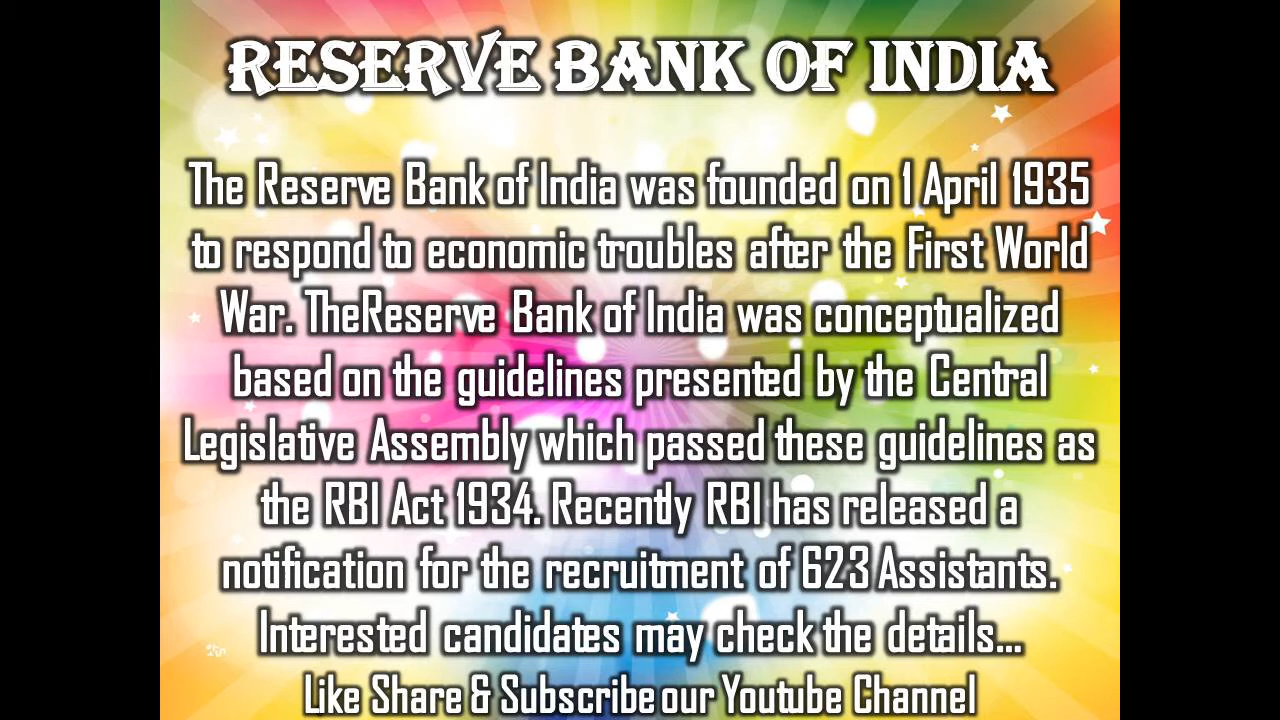 RESERVE BANK OF INDIA
The Reserve Bank of India was founded on 1 April 1935
to respond to economic troubles after the First World
War. TheReserve Bank of India was conceptualized
based on the guidelines presented by the Central
Legislative Assembly which passed these guidelines as
the RBI Act 1934. Recently RBI has released a
notification for the recruitment of 623 Assistants.
Interested candidates may check the details...
Like Share & Subscribe our Youtube Channel